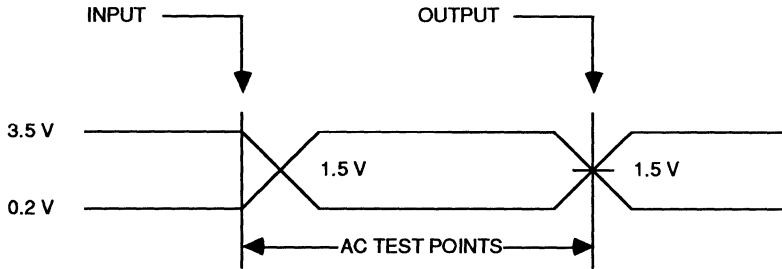 INPUT
OUTPUT
3.5 V
1.5 V
1.5 V
0.2 V
AC TEST POINTS